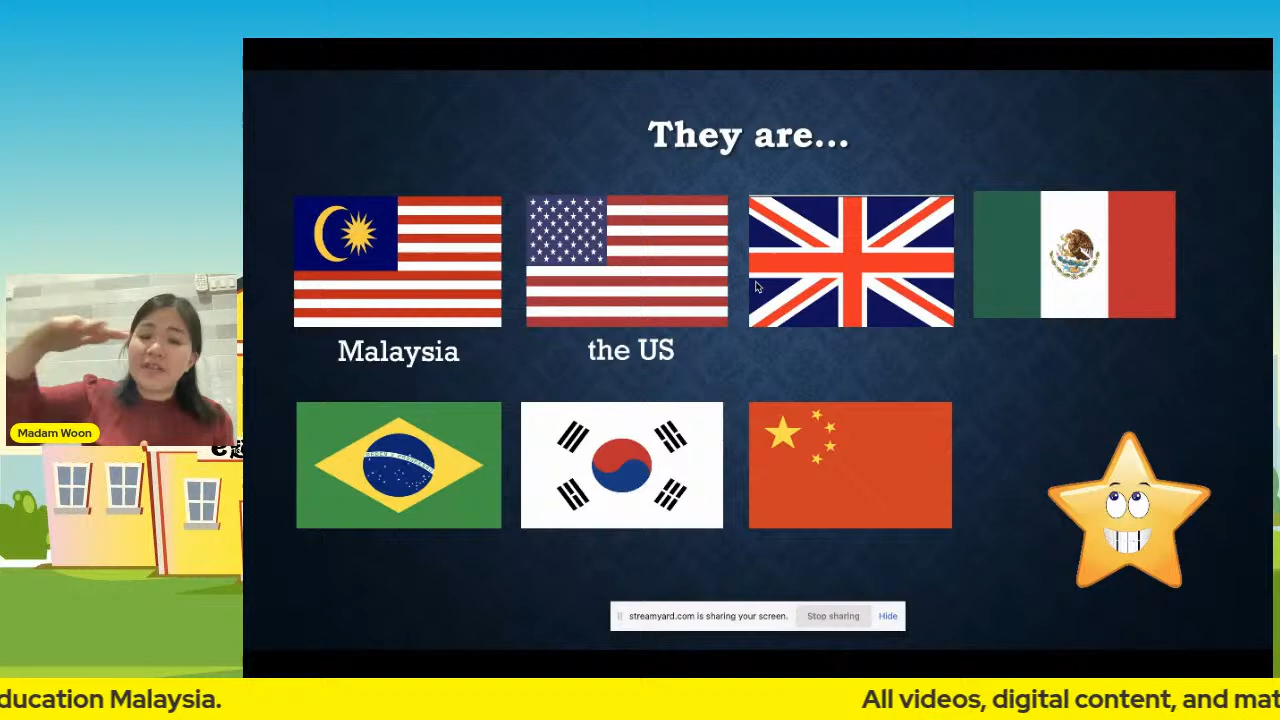 They are...
Malaysia
the US
Madam Woon
streamyard.com is sharing your screen. Stop sharing Hide
ducation Malaysia. All videos, digital content, and mat